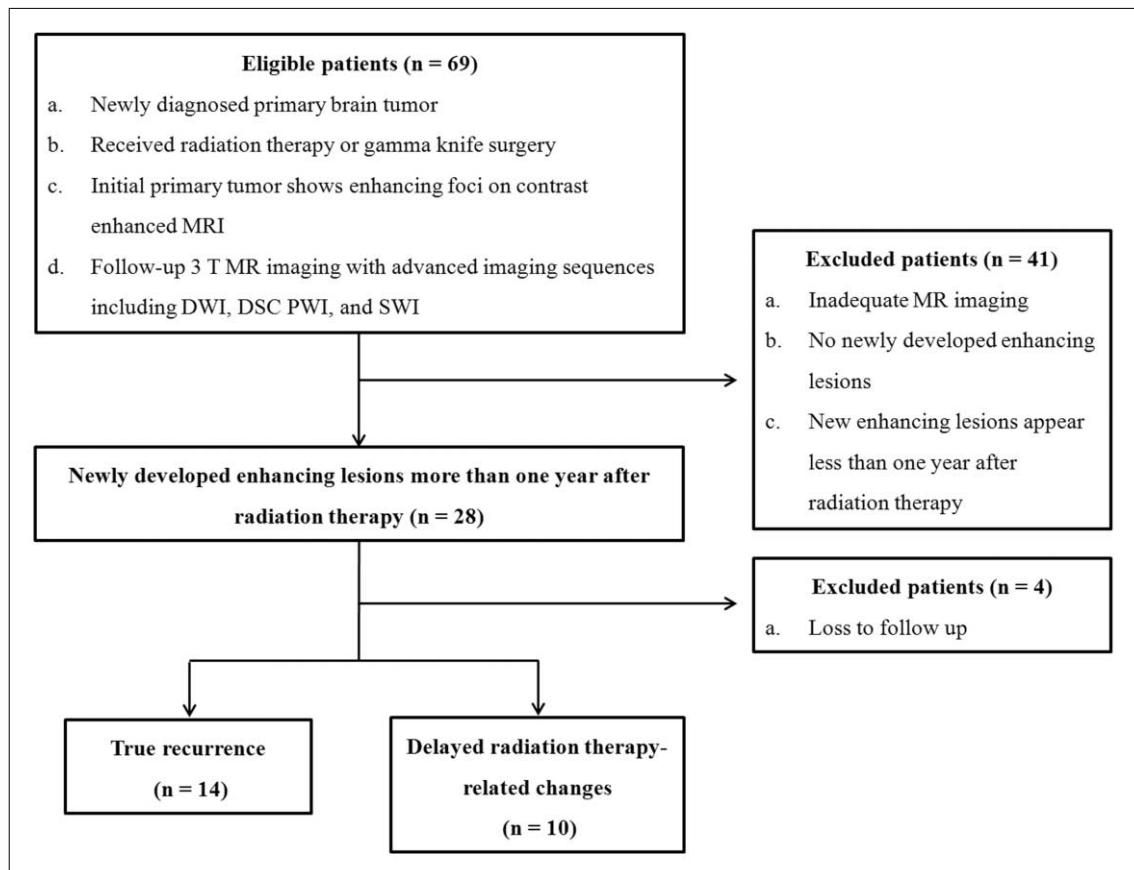 Eligible patients (n = 69)
a. Newly diagnosed primary brain tumor
b. Received radiation therapy or gamma knife surgery
c. Initial primary tumor shows enhancing foci on contrast
enhanced MRI
d. Follow-up 3 T MR imaging with advanced imaging sequences
including DWI, DSC PWI, and SWI
Excluded patients (n = 41)
a. Inadequate MR imaging
b. No newly developed enhancing
lesions
c. New enhancing lesions appear
less than one year after
radiation therapy
Newly developed enhancing lesions more than one year after
radiation therapy (n = 28)
Excluded patients (n = 4)
a. Loss to follow up
True recurrence
(n = 14)
Delayed radiation therapy-
related changes
(n = 10)